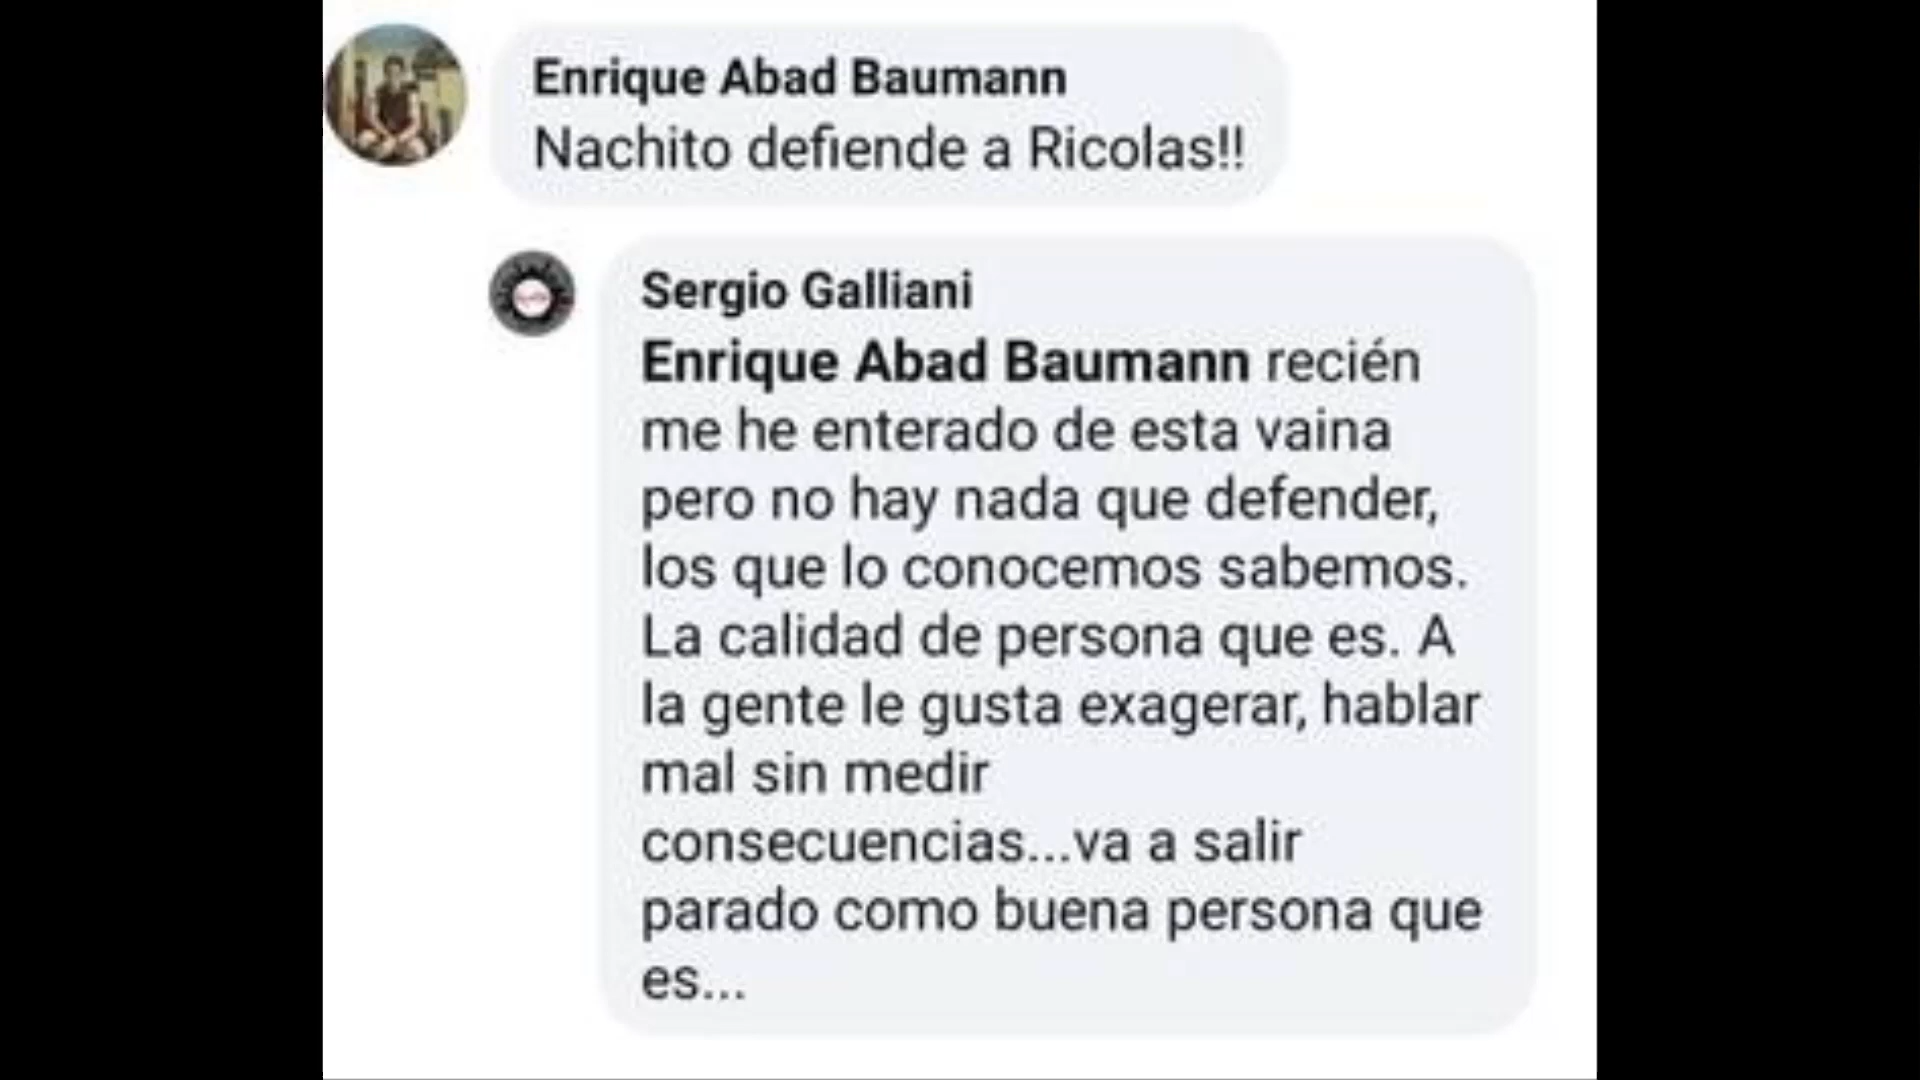 Enrique Abad Baumann
Nachito defiende a Ricolas!!
Sergio Galliani
Enrique Abad Baumann recién
me he enterado de esta vaina
pero no hay nada que defender,
los que lo conocemos sabemos.
La calidad de persona que es. A
la gente le gusta exagerar, hablar
mal sin medir
consecuencias...va a salir
parado como buena persona que
es...